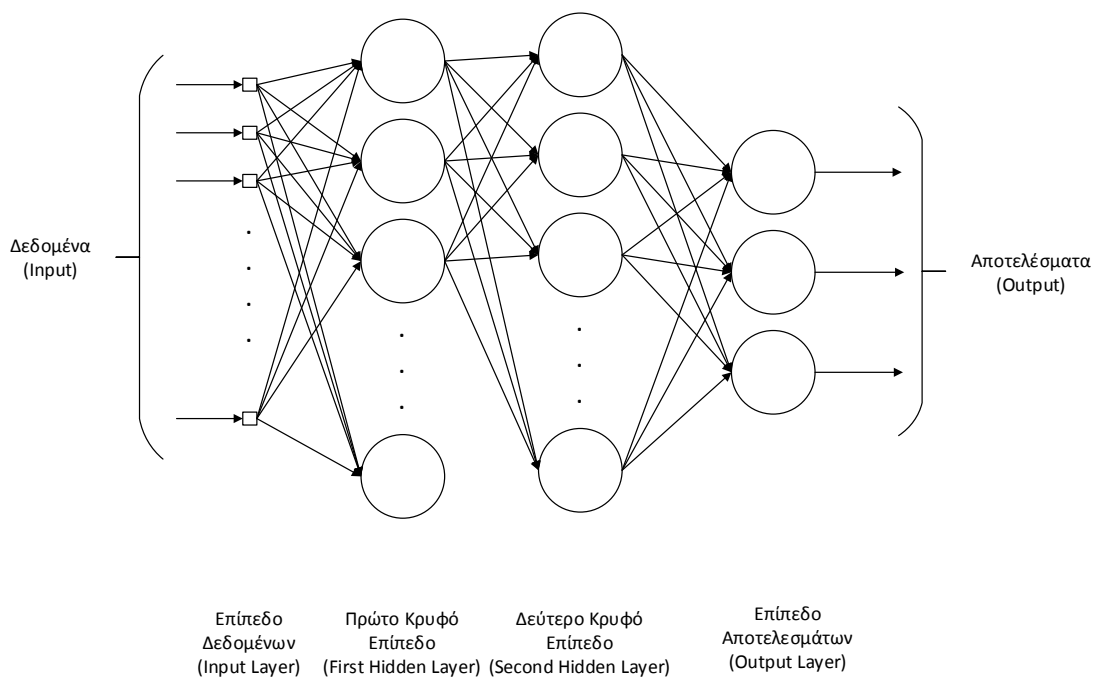 Δεδομένα
(Input)
Αποτελέσματα
(Output)
Επίπεδο
Δεδομένων
(Input Layer)
Πρώτο Κρυφό
Επίπεδο
(First Hidden Layer)
Δεύτερο Κρυφό
Επίπεδο
(Second Hidden Layer)
Επίπεδο
Αποτελεσμάτων
(Output Layer)